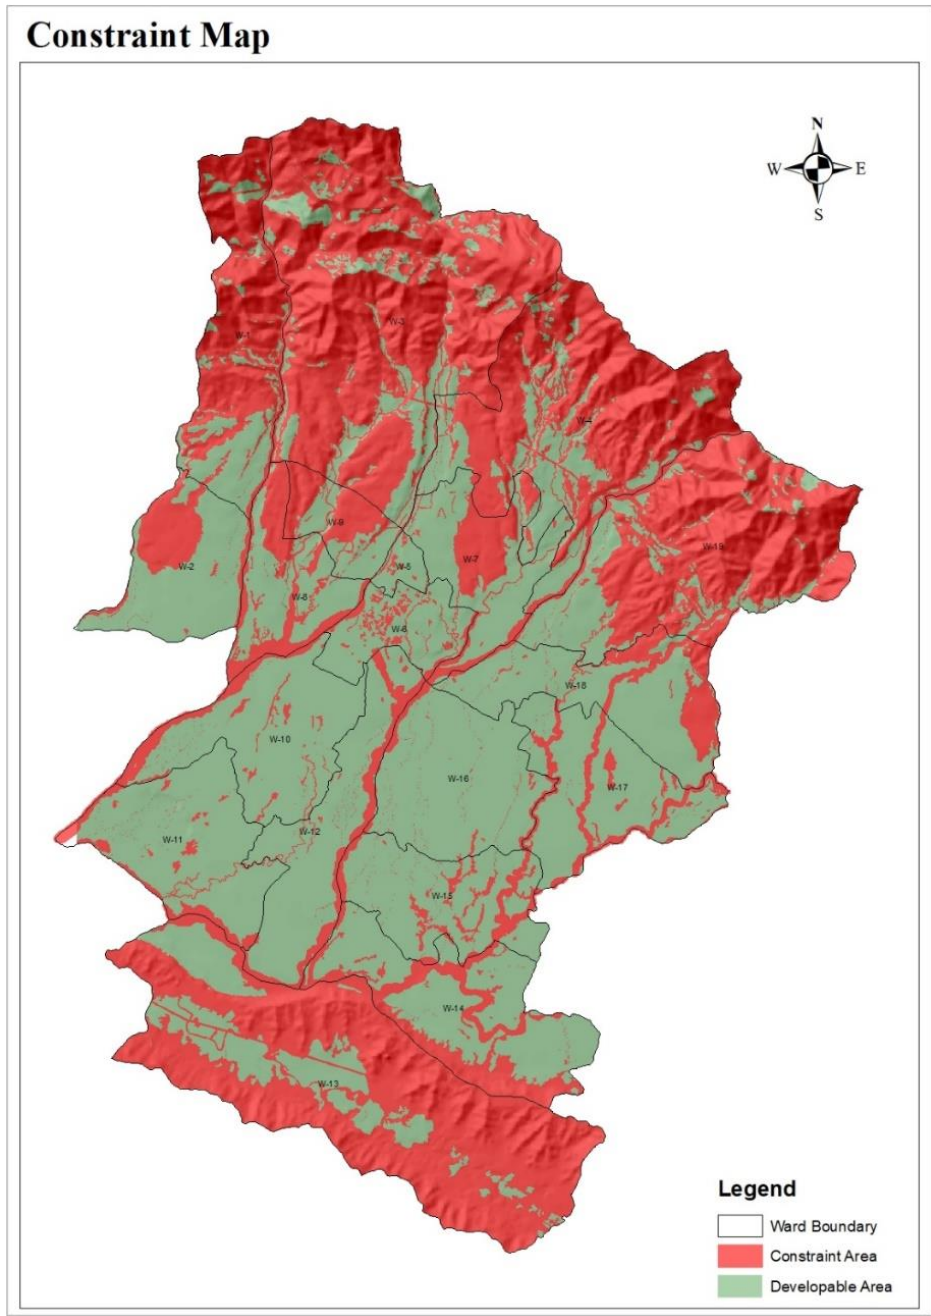 Constraint Map
N
W
E
S
W-1
W-3
W-4
W-2
W-9
W-7
W-19
W-5
W-8
W-6
W-18
W-10
W-16
W-17
W-11
W-12
W-15
W-14
W-13
Legend
Ward Boundary
Constraint Area
Developable Area